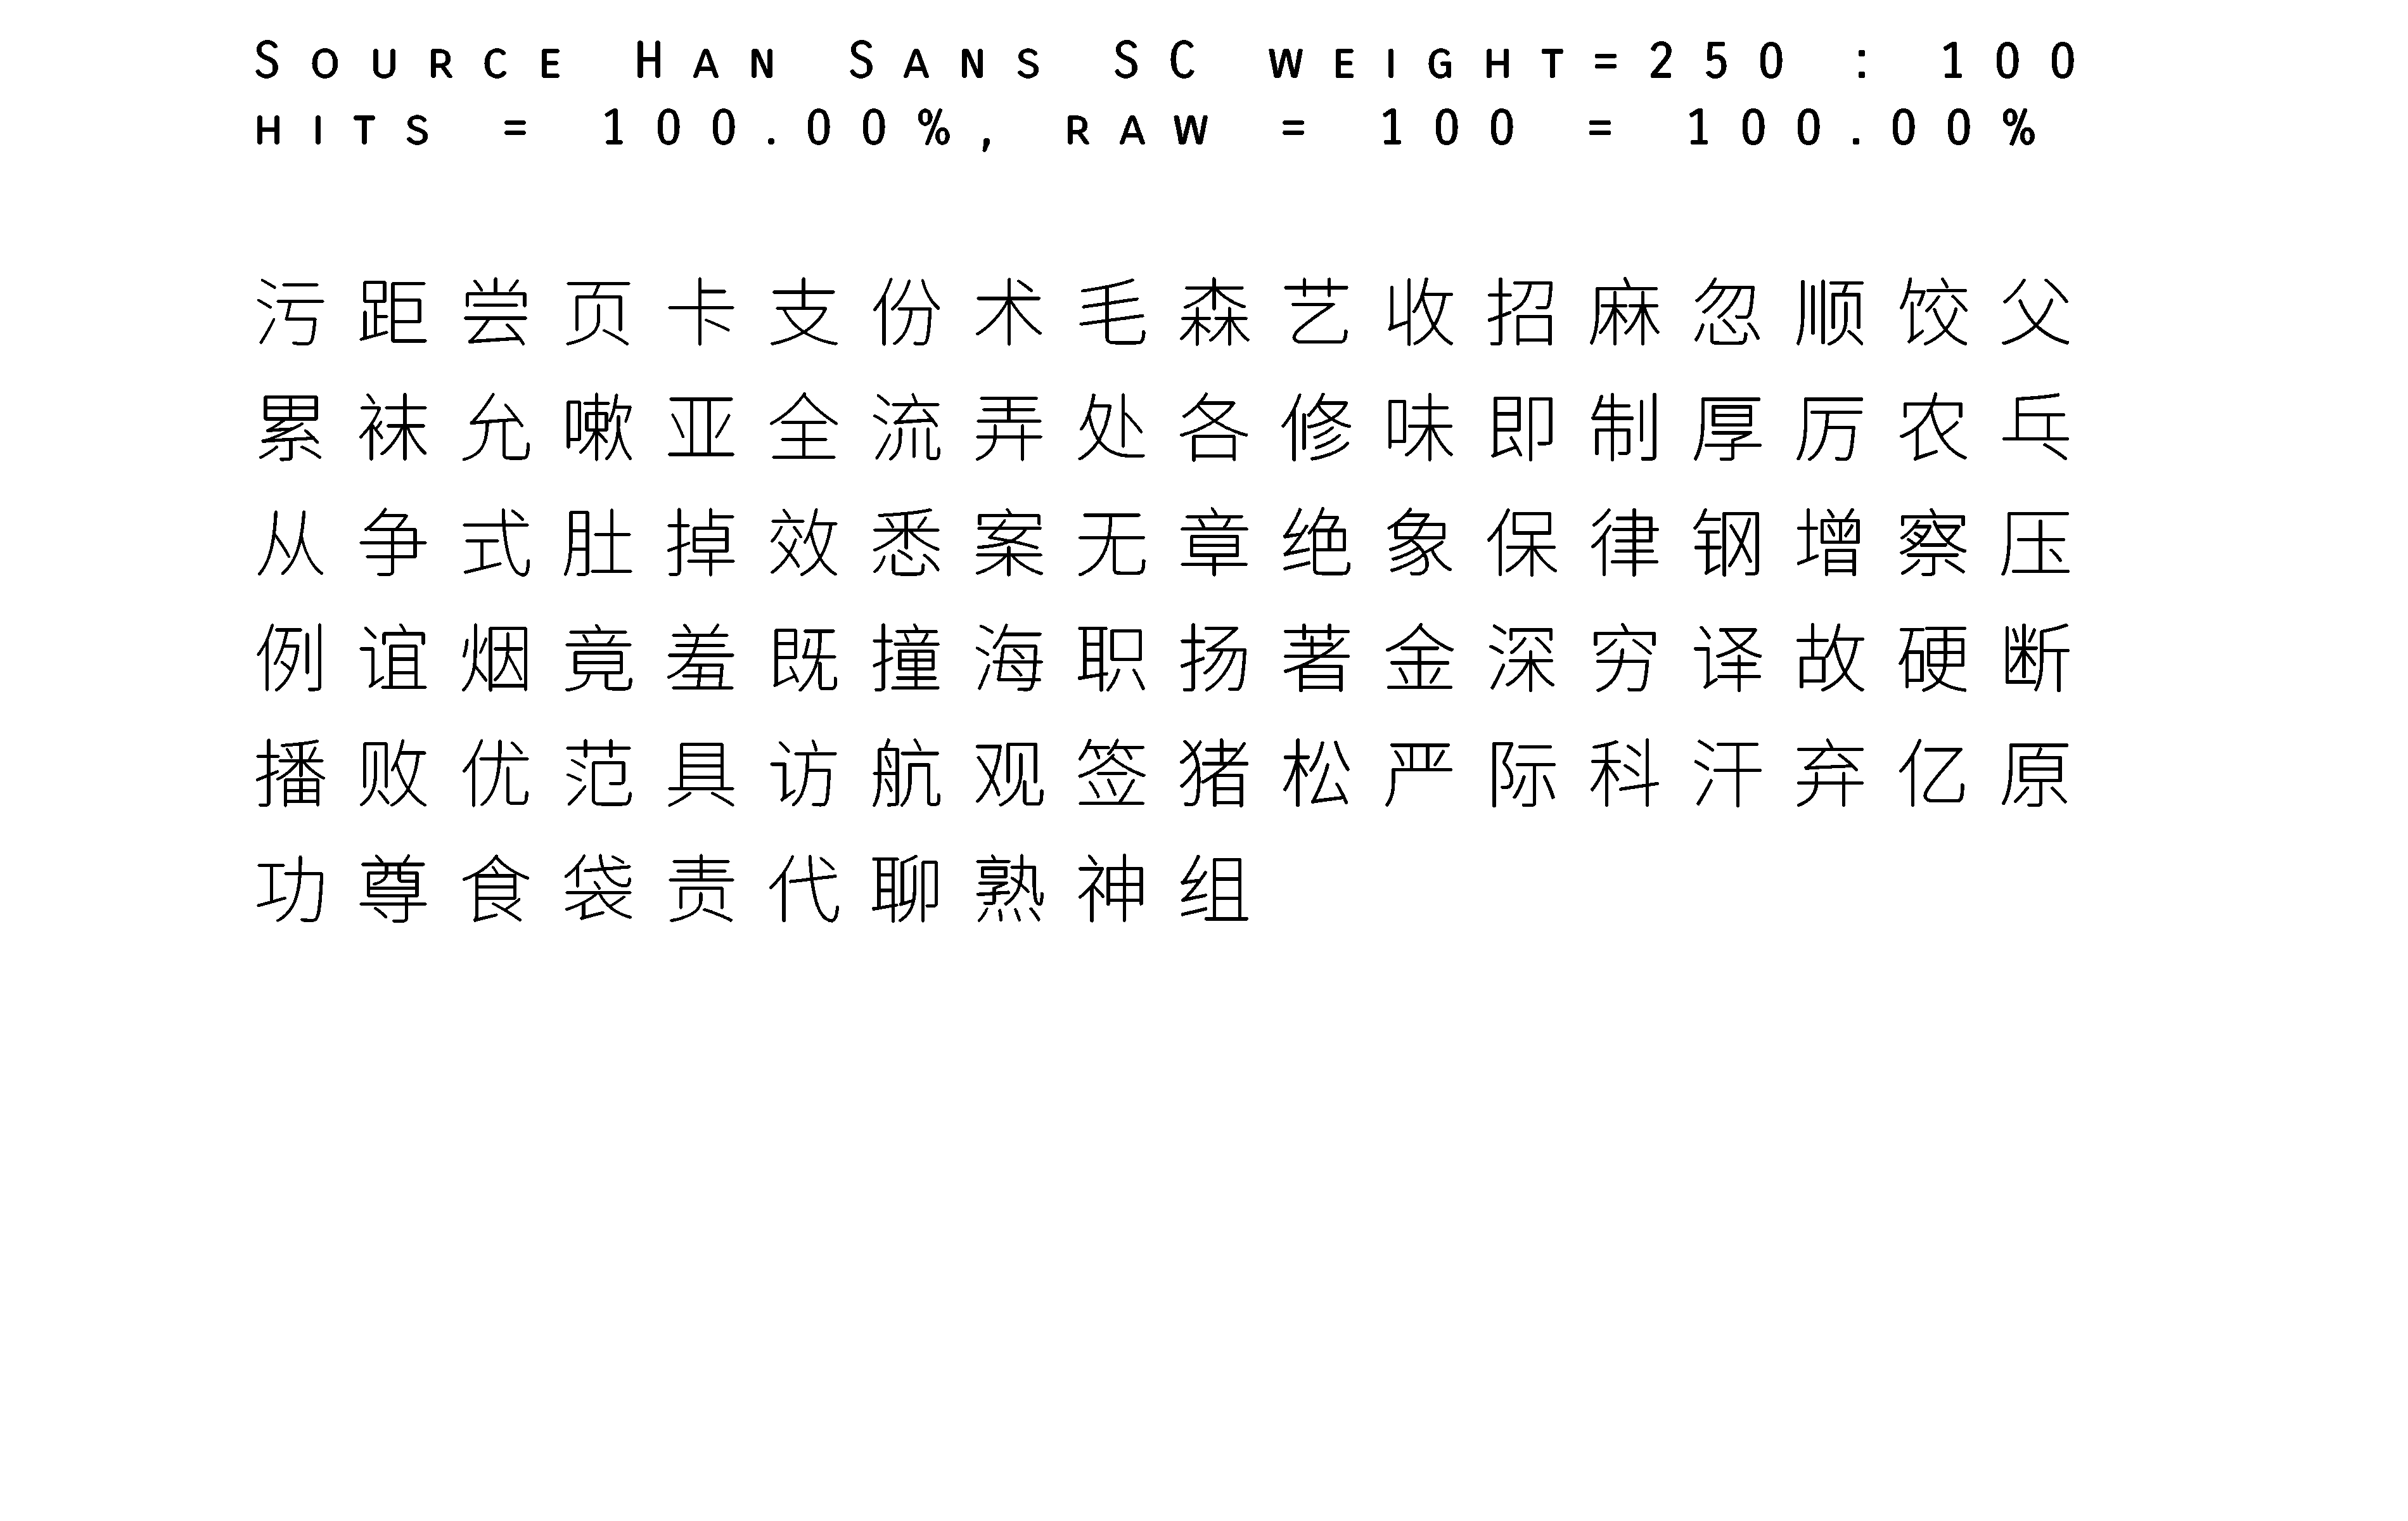 Source Han Sans SC weight=250 : 100
hits = 100.00%, raw = 100 = 100.00%
污距尝页卡支份术毛森艺收招麻忽顺饺父
累袜允嗽亚全流弄处各修味即制厚厉农乒
从争式肚掉效悉案无章绝象保律钢增察压
例谊烟竟羞既撞海职扬著金深穷译故硬断
播败优范具访航观签猪松严际科汗弃亿原
功尊食袋责代聊熟神组